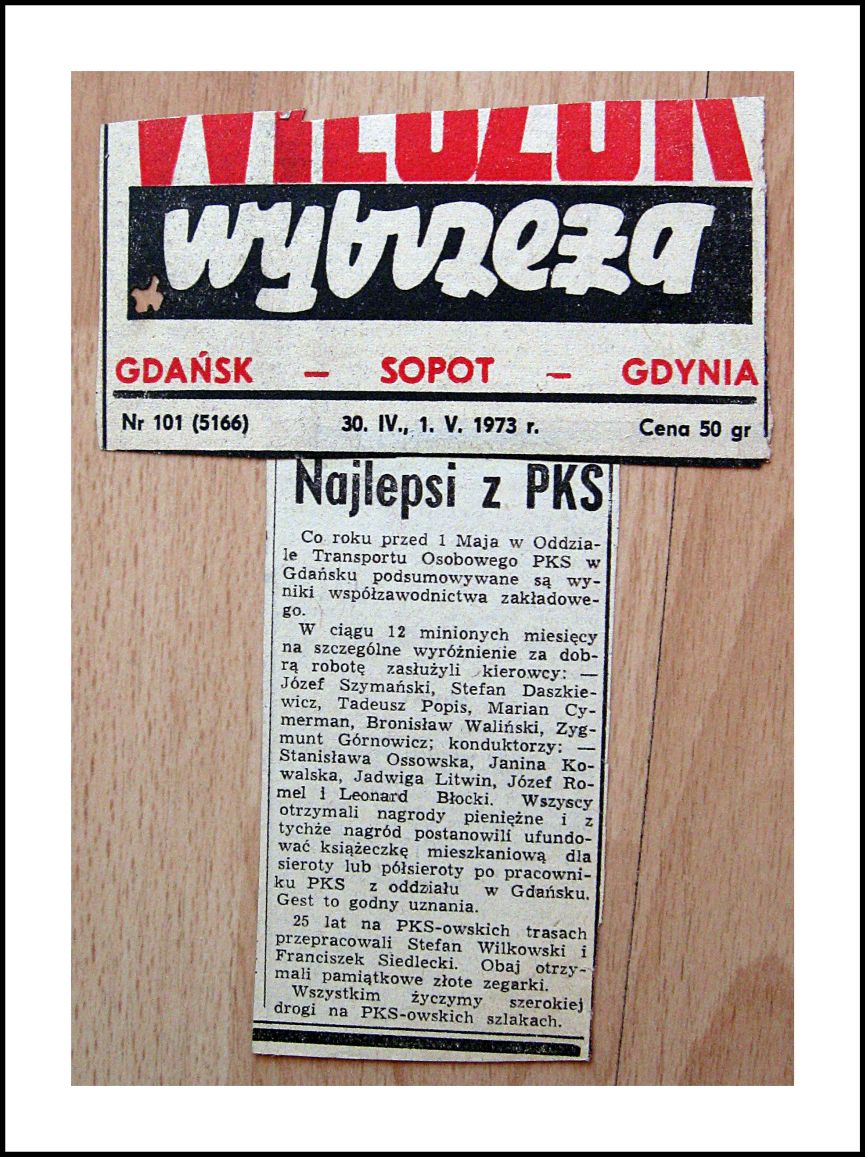 WIECZÓR
wybrzeża
GDAŃSK – SOPOT – GDYNIA
Nr 101 (5166) 30. IV., 1. V. 1973 r. Cena 50 gr
Najlepsi z PKS
Co roku przed 1 Maja w Oddzia-
le Transportu Osobowego PKS w
Gdańsku podsumowywane są wy-
niki współzawodnictwa zakładowe-
go.
W ciągu 12 minionych miesięcy
na szczególne wyróżnienie za dob-
rą robotę zasłużyli kierowcy: —
Józef Szymański, Stefan Daszkie-
wicz, Tadeusz Popis, Marian Cy-
merman, Bronisław Waliński, Zyg-
munt Górnowicz; konduktorzy: —
Stanisława Ossowska, Janina Ko-
walska, Jadwiga Litwin, Józef Ro-
mel i Leonard Błocki. Wszyscy
otrzymali nagrody pieniężne i z
tychże nagród postanowili ufundo-
wać książeczkę mieszkaniową dla
sieroty lub półsieroty po pracowni-
ku PKS z oddziału w Gdańsku.
Gest to godny uznania.
25 lat na PKS-owskich trasach
przepracowali Stefan Wilkowski i
Franciszek Siedlecki. Obaj otrzy-
mali pamiątkowe złote zegarki.
Wszystkim życzymy szerokiej
drogi na PKS-owskich szlakach.